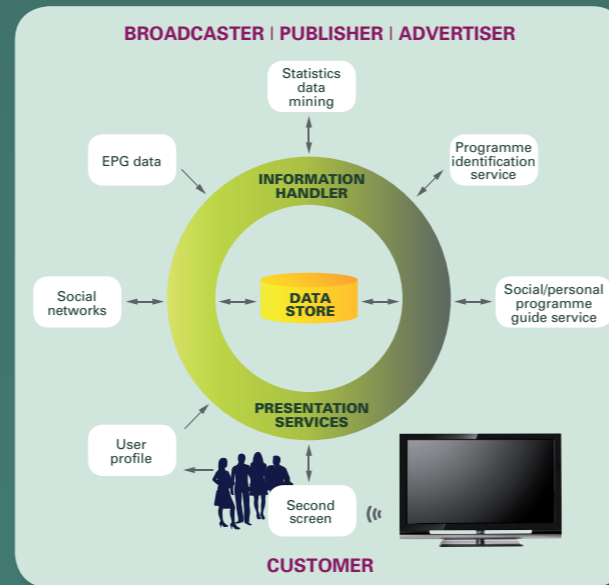 BROADCASTER | PUBLISHER | ADVERTISER
Statistics
data
mining
EPG data
Programme
identification
service
INFORMATION
HANDLER
Social
networks
DATA
STORE
Social/personal
programme
guide service
PRESENTATION
SERVICES
User
profile
Second
screen
CUSTOMER